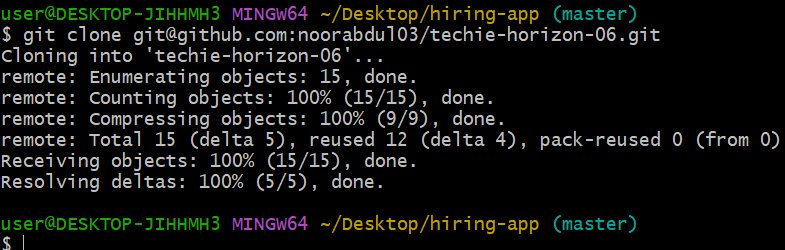 user@DESKTOP-JIHHMH3 MINGW64 ~/Desktop/hiring-app (master)
$ git clone git@github.com:noorabdul03/techie-horizon-06.git
Cloning into 'techie-horizon-06'...
remote: Enumerating objects: 15, done.
remote: Counting objects: 100% (15/15), done.
remote: Compressing objects: 100% (9/9), done.
remote: Total 15 (delta 5), reused 12 (delta 4), pack-reused 0 (from 0)
Receiving objects: 100% (15/15), done.
Resolving deltas: 100% (5/5), done.
user@DESKTOP-JIHHMH3 MINGW64 ~/Desktop/hiring-app (master)
$